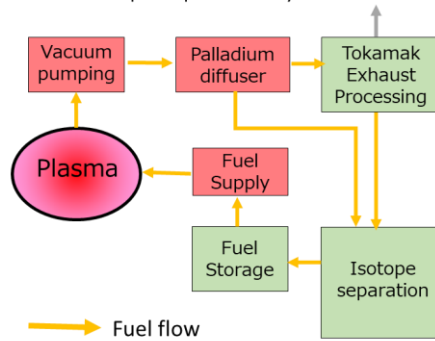 Vacuum
pumping
Palladium
diffuser
Tokamak
Exhaust
Processing
Plasma
Fuel
Supply
Fuel
Storage
Isotope
separation
Fuel flow